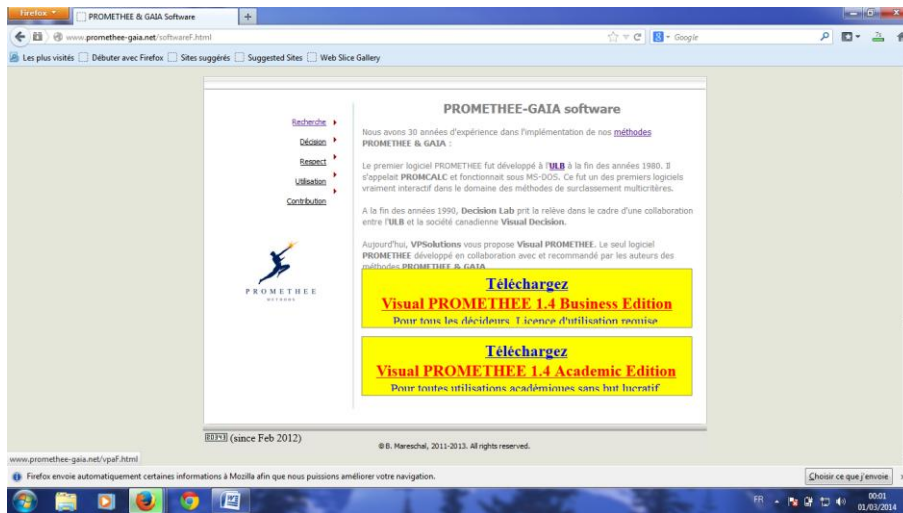 Firefox
PROMETHEE & GAIA Software
www.promethee-gaia.net/softwareF.html
Google
Les plus visités
Débuter avec Firefox
Sites suggérés
Suggested Sites
Web Slice Gallery
Recherche
Décision
Respect
Utilisation
Contribution
PROMETHEE
PROMETHEE-GAIA software
Nous avons 30 années d'expérience dans l'implémentation de nos méthodes
PROMETHEE & GAIA :
Le premier logiciel PROMETHEE fut développé à l'ULB à la fin des années 1980. Il
s'appelait PROMCALC et fonctionnait sous MS-DOS. Ce fut un des premiers logiciels
vraiment interactif dans le domaine des méthodes de surclassement multicritères.
A la fin des années 1990, Decision Lab prit la relève dans le cadre d'une collaboration
entre l'ULB et la société canadienne Visual Decision.
Aujourd'hui, VPSolutions vous propose Visual PROMETHEE. Le seul logiciel
PROMETHEE développé en collaboration avec et recommandé par les auteurs des
méthodes PROMETHEE & GAIA
Téléchargez
Visual PROMETHEE 1.4 Business Edition
Pour tous les décideurs. Licence d'utilisation requise
Téléchargez
Visual PROMETHEE 1.4 Academic Edition
Pour toutes utilisations académiques sans but lucratif
(since Feb 2012)
© B. Mareschal, 2011-2013. All rights reserved.
www.promethee-gaia.net/vpaF.html
Firefox envoie automatiquement certaines informations à Mozilla afin que nous puissions améliorer votre navigation.
Choisir ce que j'envoie
FR
00:01
01/03/2014